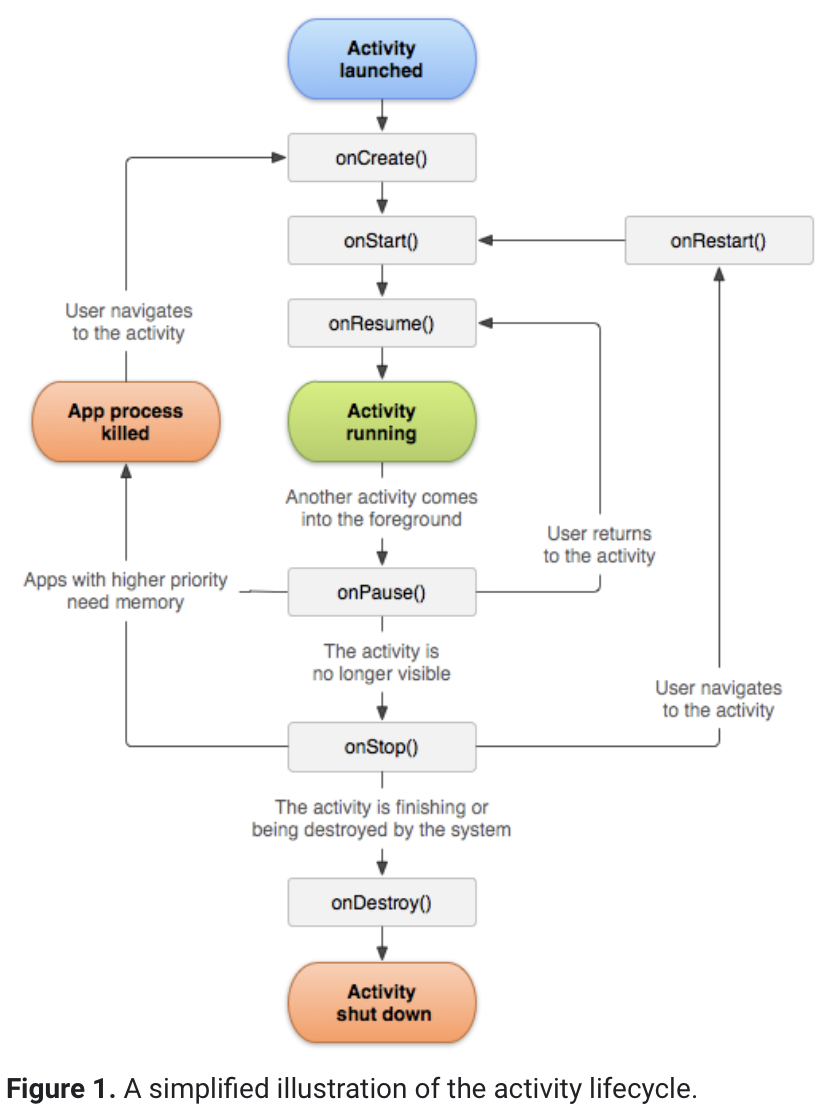 Activity
launched
onCreate()
onStart()
onRestart()
User navigates
to the activity
onResume()
App process
killed
Activity
running
Another activity comes
into the foreground
User returns
to the activity
Apps with higher priority
need memory
onPause()
The activity is
no longer visible
User navigates
to the activity
onStop()
The activity is finishing or
being destroyed by the system
onDestroy()
Activity
shut down
Figure 1. A simplified illustration of the activity lifecycle.